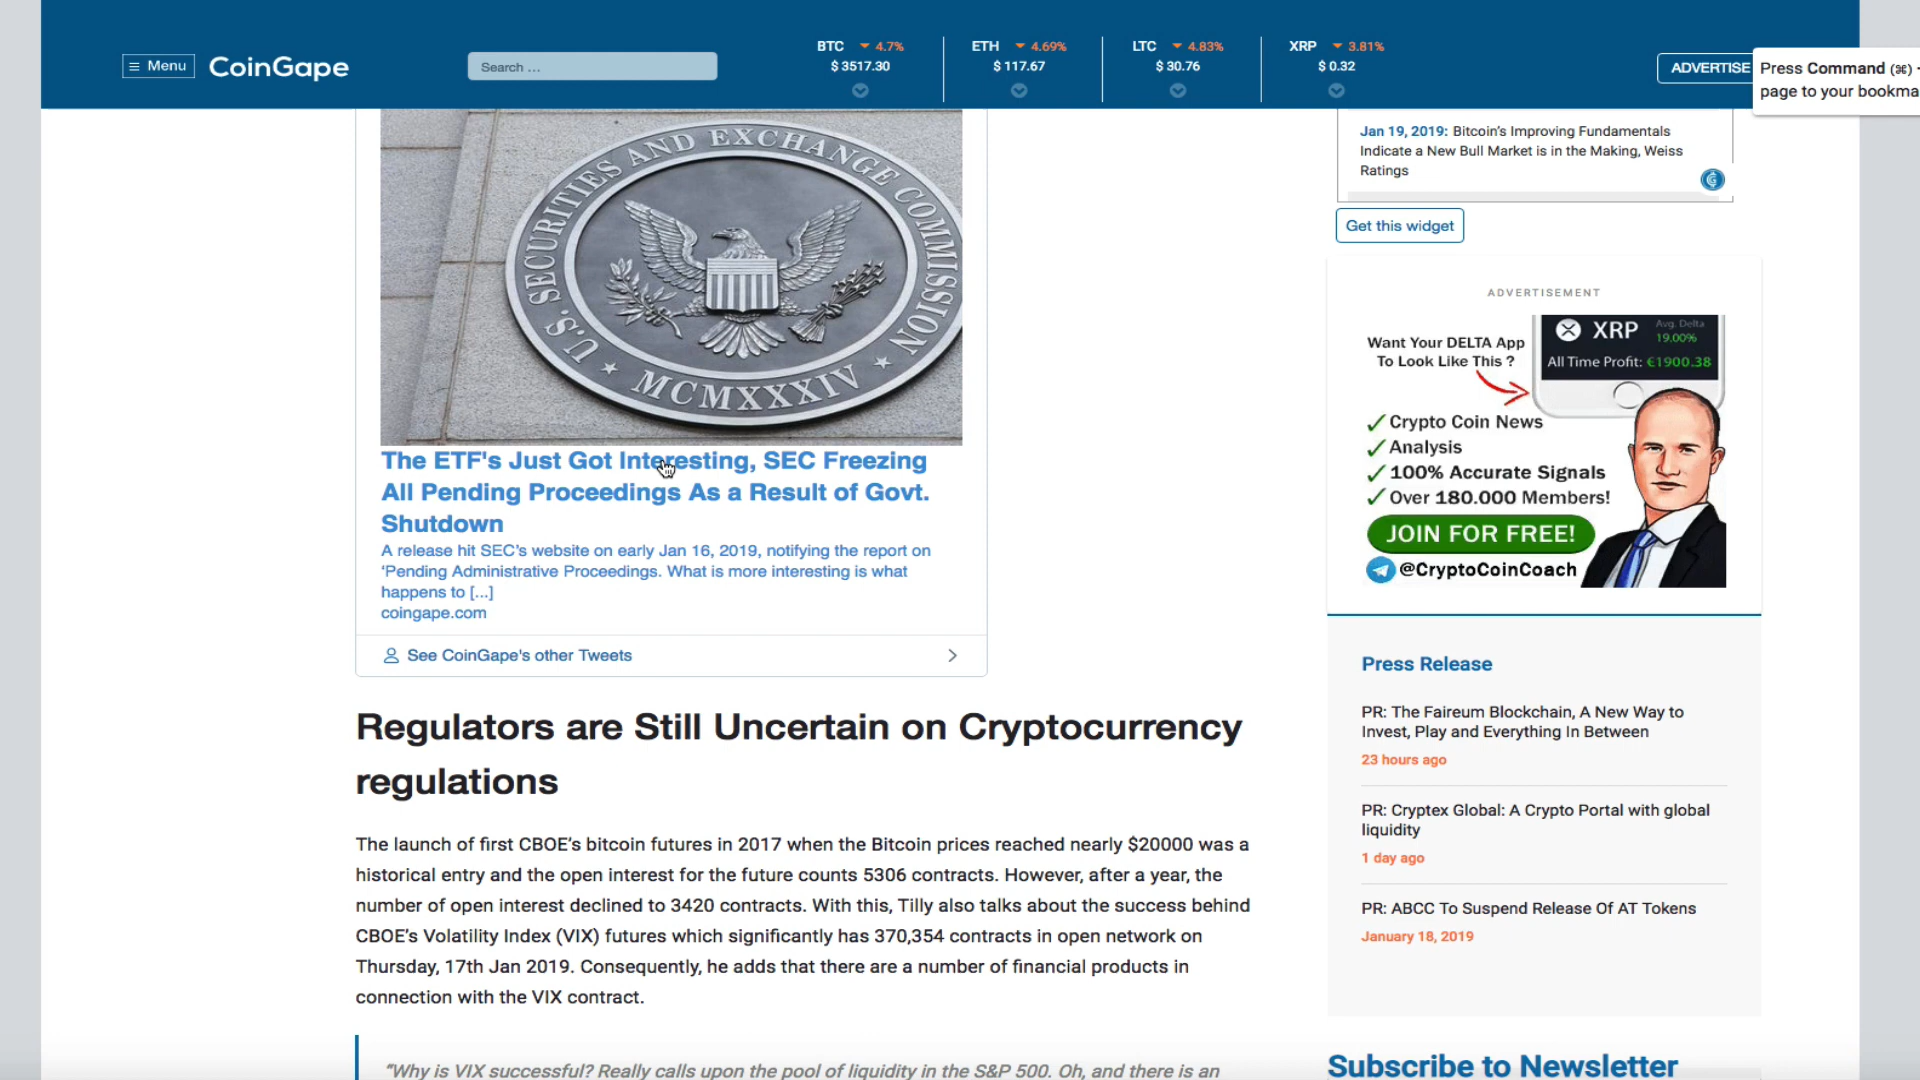 Menu
CoinGape
Search ...
BTC 4.7%
$ 3517.30
ETH 4.69%
$ 117.67
LTC 4.83%
$ 30.76
XRP 3.81%
$ 0.32
ADVERTISE
Press Command (⌘) -
page to your bookma
U.S. SECURITIES AND EXCHANGE COMMISSION
MCMXXXIV
The ETF's Just Got Interesting, SEC Freezing
All Pending Proceedings As a Result of Govt.
Shutdown
A release hit SEC's website on early Jan 16, 2019, notifying the report on
‘Pending Administrative Proceedings. What is more interesting is what
happens to [...]
coingape.com
See CoinGape's other Tweets
Regulators are Still Uncertain on Cryptocurrency
regulations
The launch of first CBOE’s bitcoin futures in 2017 when the Bitcoin prices reached nearly $20000 was a
historical entry and the open interest for the future counts 5306 contracts. However, after a year, the
number of open interest declined to 3420 contracts. With this, Tilly also talks about the success behind
CBOE’s Volatility Index (VIX) futures which significantly has 370,354 contracts in open network on
Thursday, 17th Jan 2019. Consequently, he adds that there are a number of financial products in
connection with the VIX contract.
“Why is VIX successful? Really calls upon the pool of liquidity in the S&P 500. Oh, and there is an
Jan 19, 2019: Bitcoin’s Improving Fundamentals
Indicate a New Bull Market is in the Making, Weiss
Ratings
Get this widget
ADVERTISEMENT
Want Your DELTA App
To Look Like This ?
XRP
Avg. Delta
19.00%
All Time Profit: €1900.38
Crypto Coin News
Analysis
100% Accurate Signals
Over 180.000 Members!
JOIN FOR FREE!
@CryptoCoinCoach
Press Release
PR: The Faireum Blockchain, A New Way to
Invest, Play and Everything In Between
23 hours ago
PR: Cryptex Global: A Crypto Portal with global
liquidity
1 day ago
PR: ABCC To Suspend Release Of AT Tokens
January 18, 2019
Subscribe to Newsletter